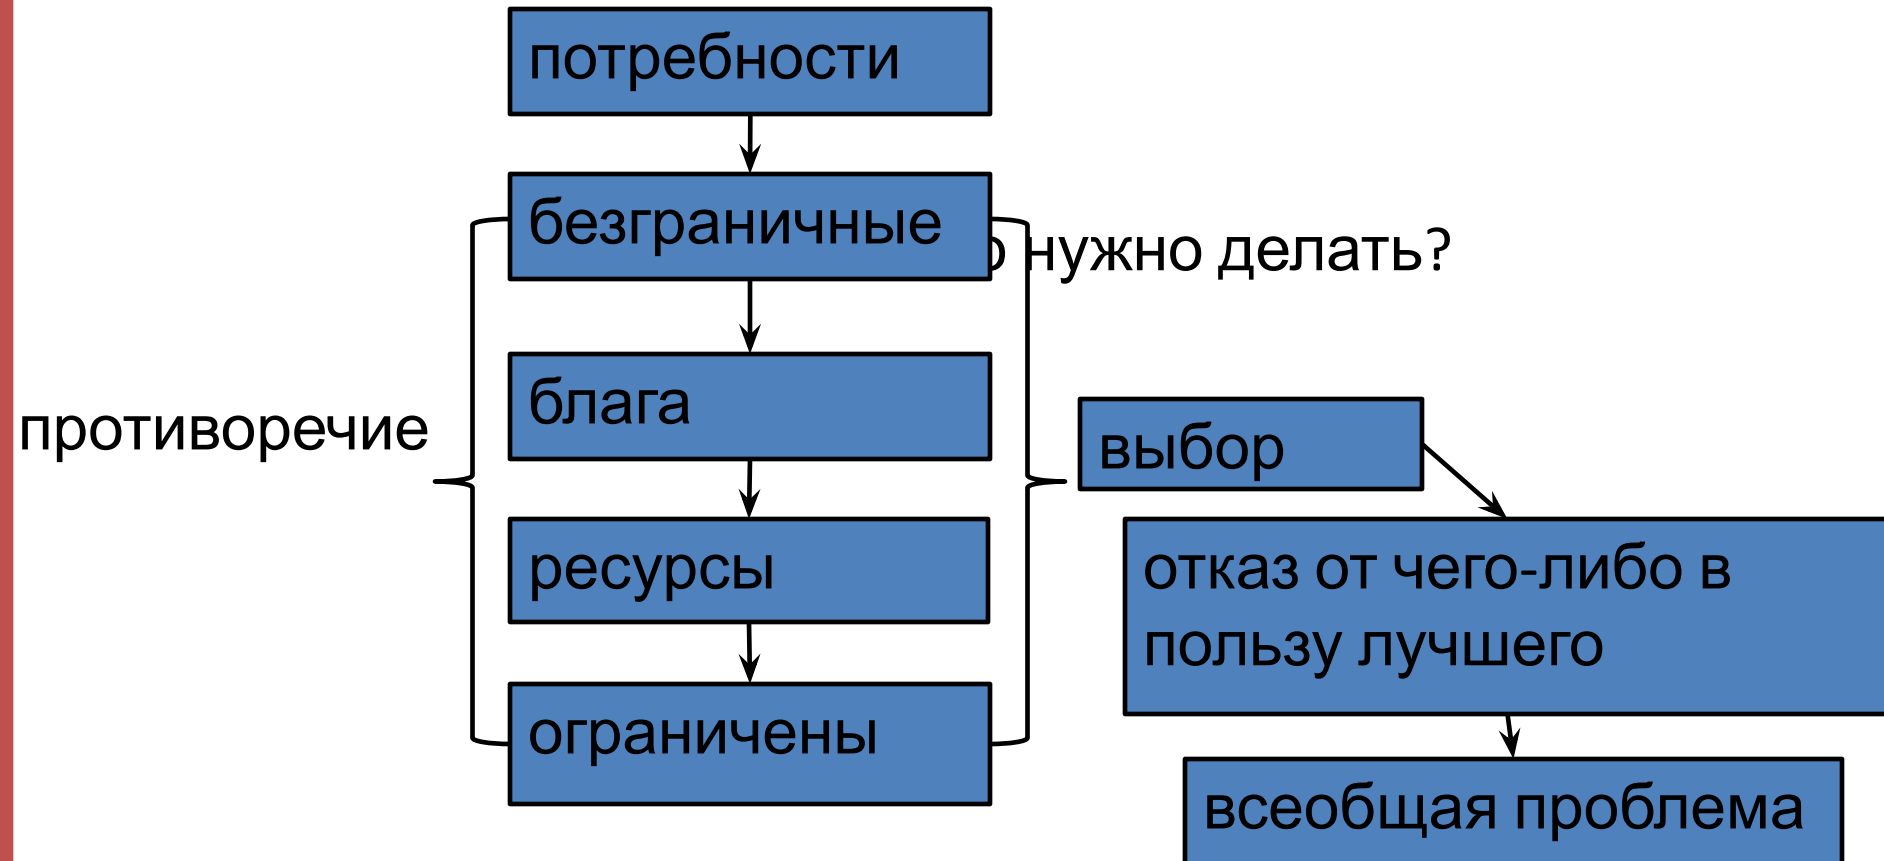 потребности
безграничные
нужно делать?
блага
противоречие
выбор
ресурсы
отказ от чего-либо в
пользу лучшего
ограничены
всеобщая проблема